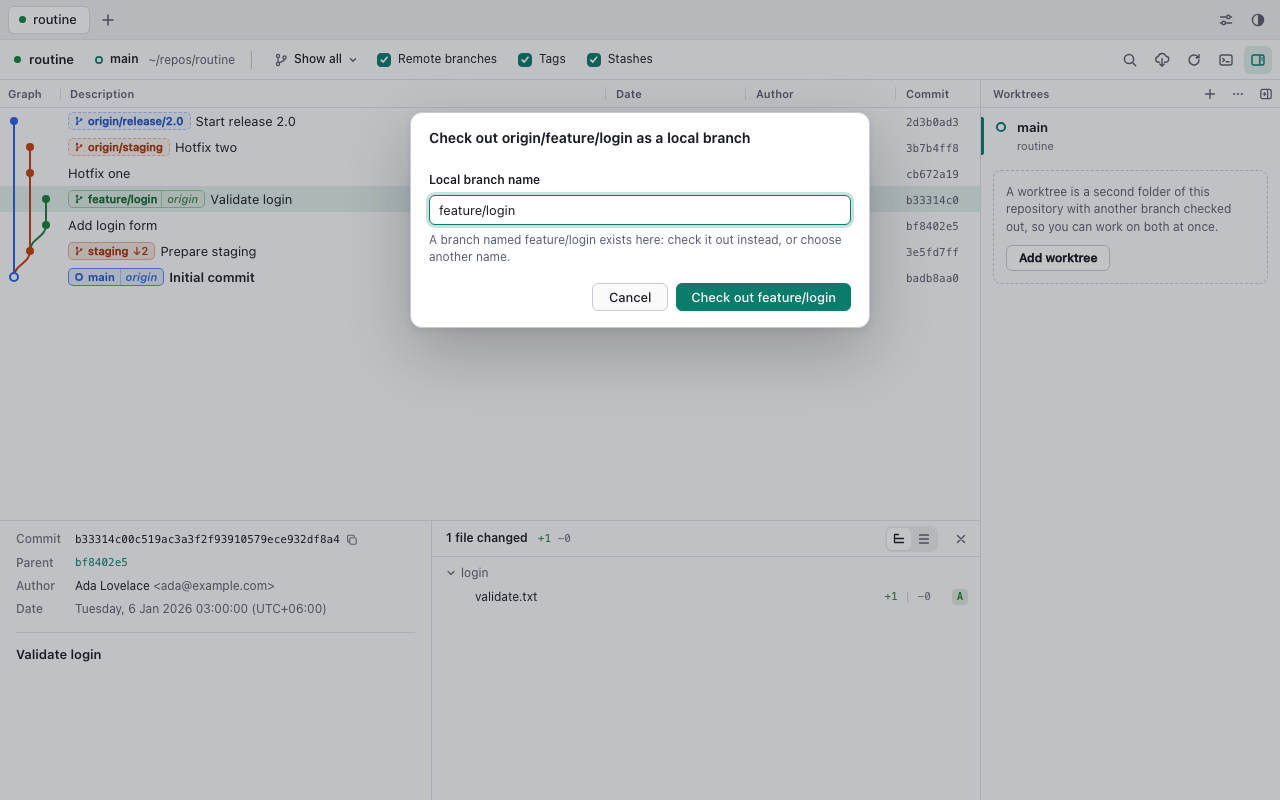 routine
routine main ~/repos/routine Show all Remote branches Tags Stashes
Graph Description Date Author Commit Worktrees
origin/release/2.0 Start release 2.0 2d3b0ad3
origin/staging Hotfix two 3b7b4ff8
Hotfix one cb672a19
feature/login origin Validate login b33314c0
Add login form bf8402e5
staging ↓2 Prepare staging 3e5fd7ff
main origin Initial commit badb8aa0
main
routine
A worktree is a second folder of this
repository with another branch checked
out, so you can work on both at once.
Add worktree
Check out origin/feature/login as a local branch
Local branch name
feature/login
A branch named feature/login exists here: check it out instead, or choose
another name.
Cancel Check out feature/login
Commit b33314c00c519ac3a3f2f93910579ece932df8a4
Parent bf8402e5
Author Ada Lovelace <ada@example.com>
Date Tuesday, 6 Jan 2026 03:00:00 (UTC+06:00)
Validate login
1 file changed +1 −0
login
validate.txt +1 | −0 A